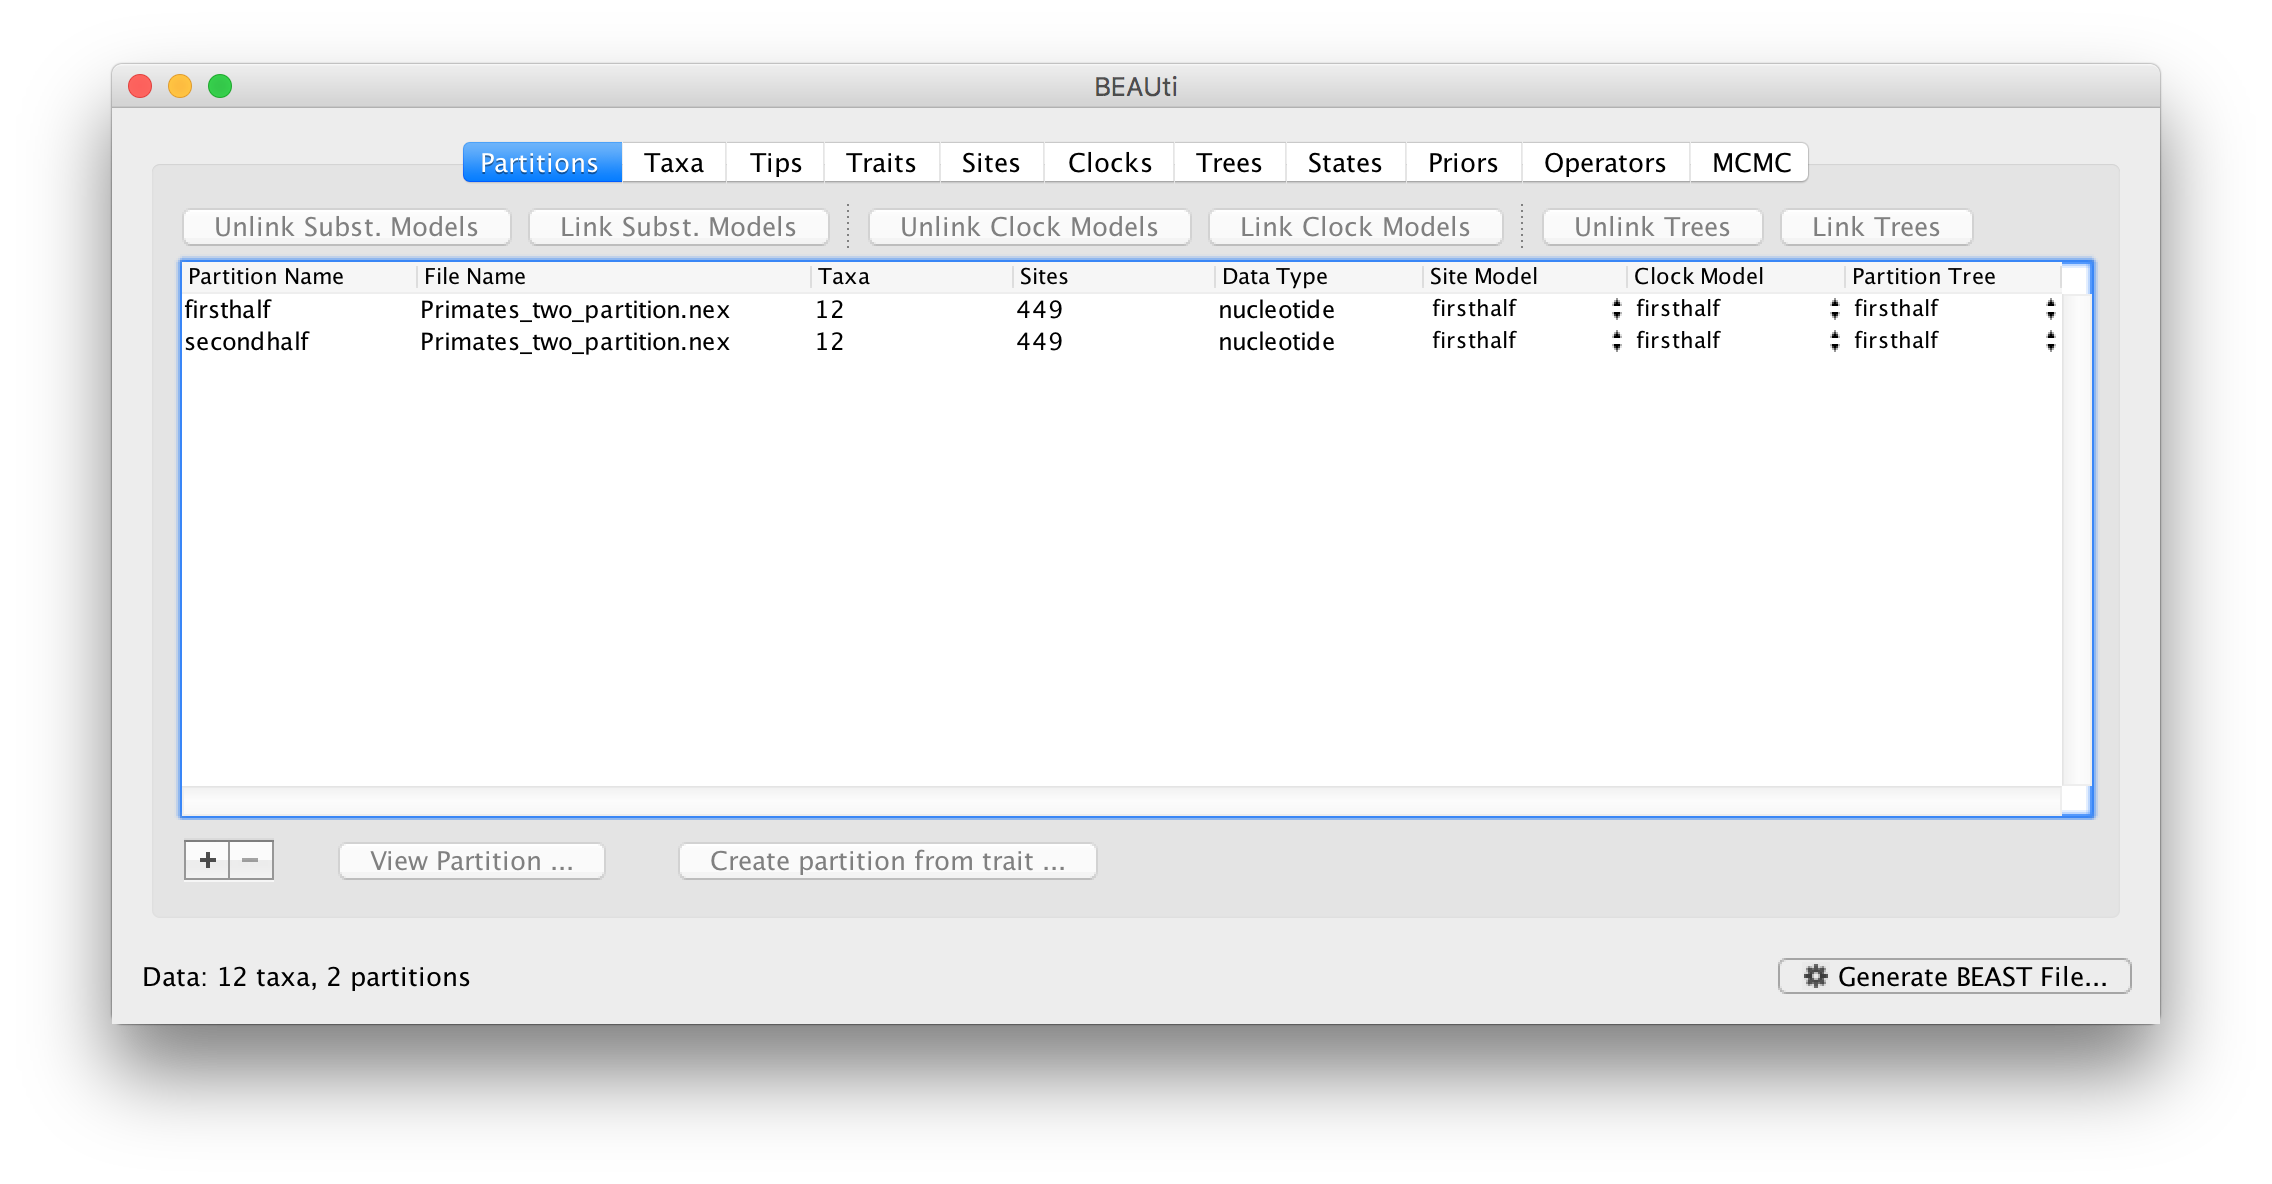 BEAUti
Partitions Taxa Tips Traits Sites Clocks Trees States Priors Operators MCMC
Unlink Subst. Models Link Subst. Models Unlink Clock Models Link Clock Models Unlink Trees Link Trees
Partition Name File Name Taxa Sites Data Type Site Model Clock Model Partition Tree
firsthalf Primates_two_partition.nex 12 449 nucleotide firsthalf firsthalf firsthalf
secondhalf Primates_two_partition.nex 12 449 nucleotide firsthalf firsthalf firsthalf
+ − View Partition ... Create partition from trait ...
Data: 12 taxa, 2 partitions Generate BEAST File...